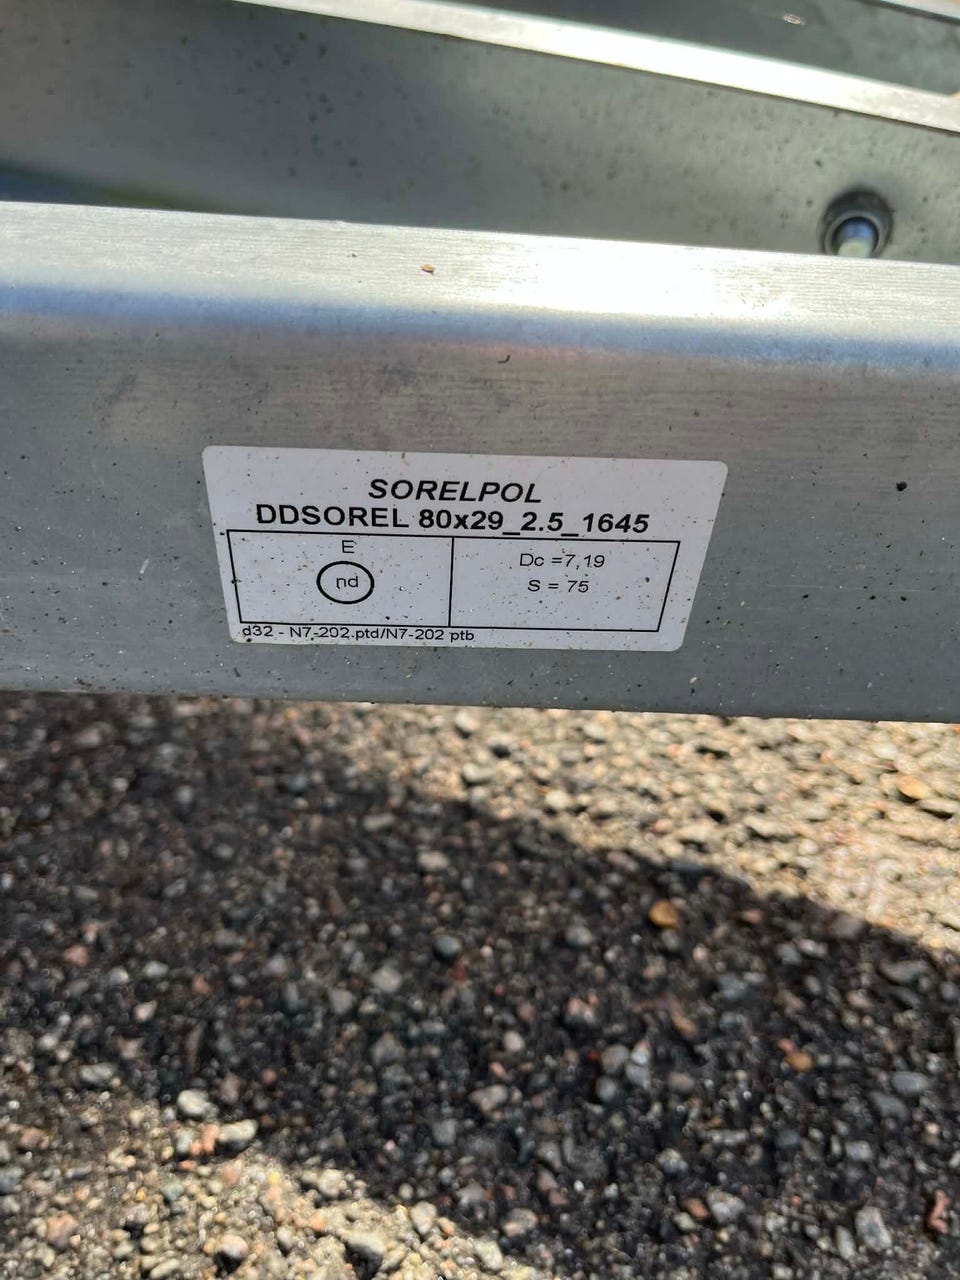 SORELPOL
DDSOREL 80x29_2.5_1645
E
nd
Dc =7,19
S = 75
d32 - N7-202.ptd/N7-202 ptb